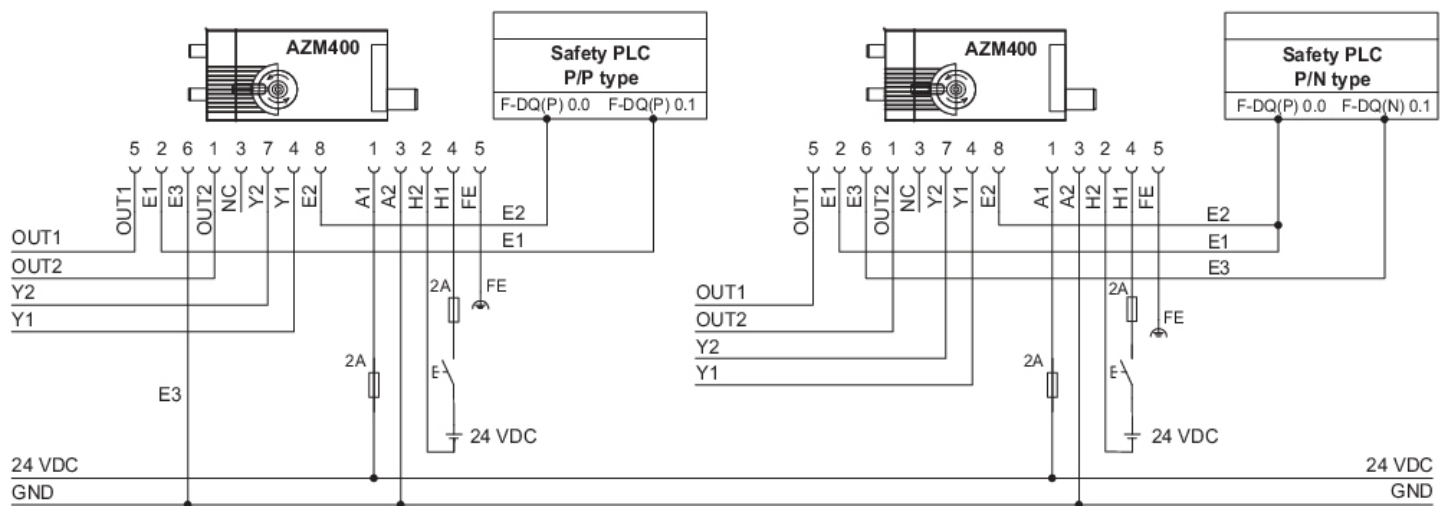 AZM400
Safety PLC
P/P type
F-DQ(P) 0.0 F-DQ(P) 0.1
5 2 6 1 3 7 4 8 1 3 2 4 5
OUT1 E1 E3 OUT2 NC Y2 Y1 E2 A1 A2 H2 H1 FE
E2
E1
OUT1
OUT2
Y2
Y1
2A
FE
2A
E3
24 VDC
AZM400
Safety PLC
P/N type
F-DQ(P) 0.0 F-DQ(N) 0.1
5 2 6 1 3 7 4 8 1 3 2 4 5
OUT1 E1 E3 OUT2 NC Y2 Y1 E2 A1 A2 H2 H1 FE
E2
E1
E3
OUT1
OUT2
Y2
Y1
2A
FE
2A
24 VDC
24 VDC 24 VDC
GND GND